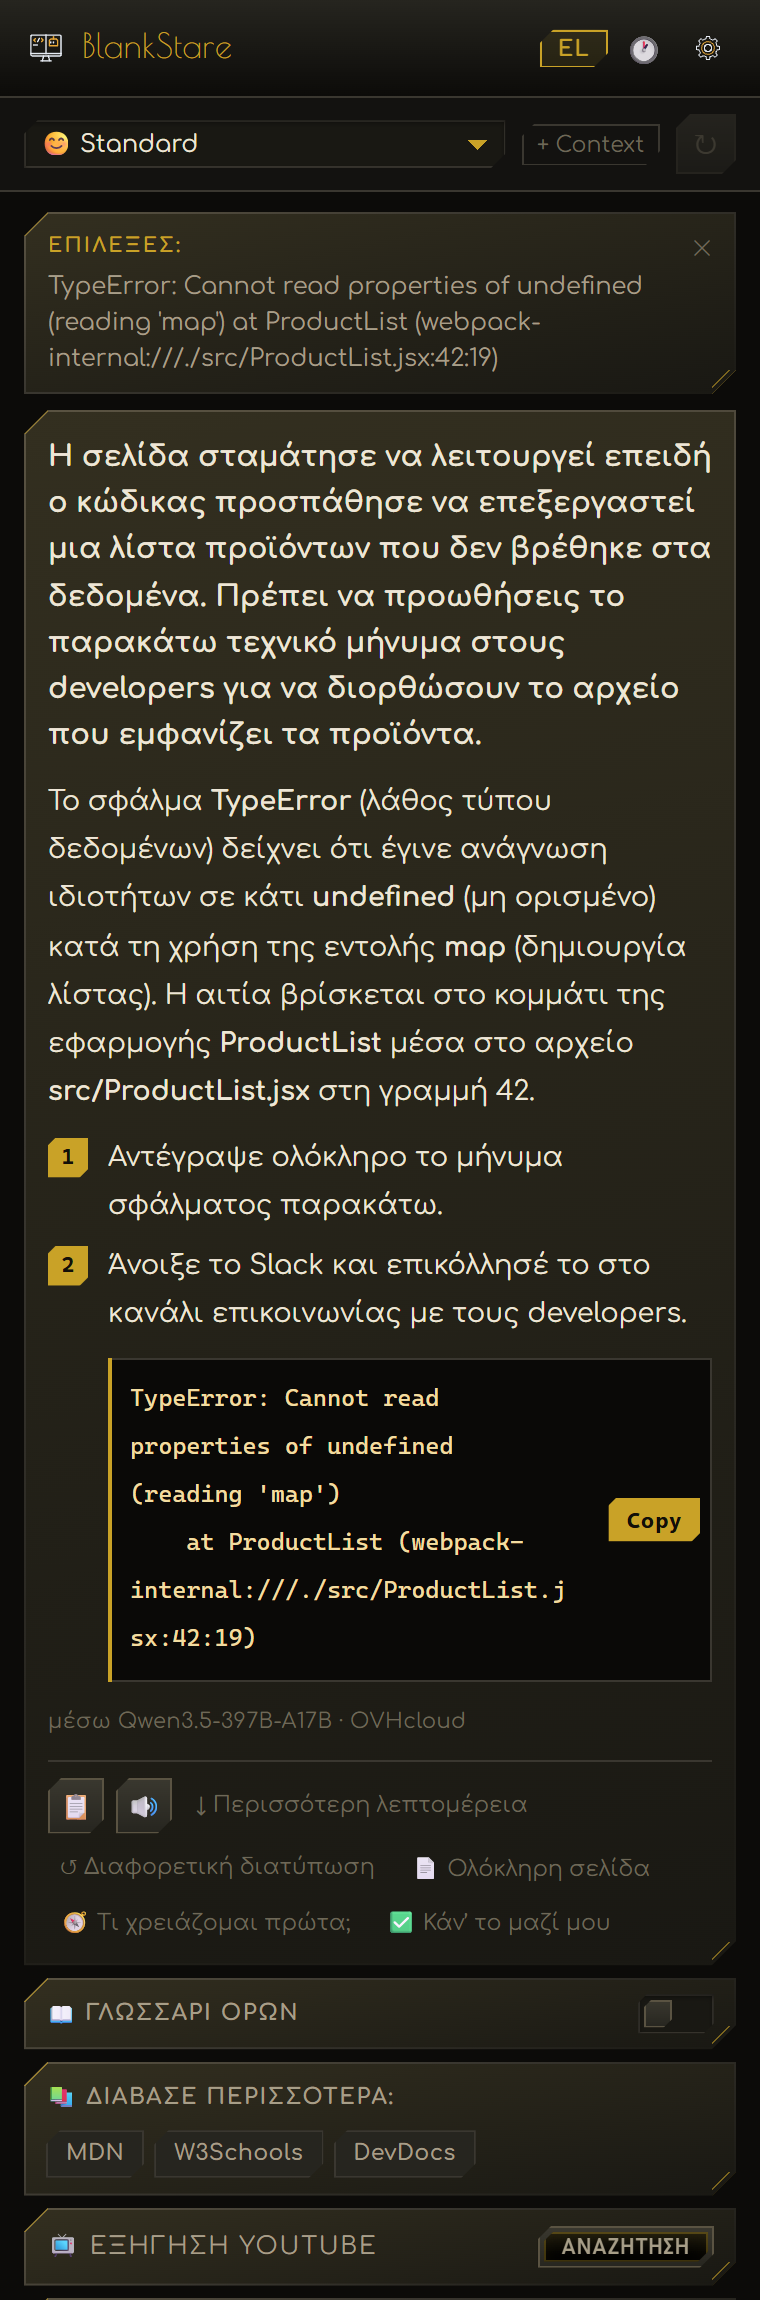 BlankStare
EL
Standard
+ Context
ΕΠΙΛΕΞΕΣ:
TypeError: Cannot read properties of undefined
(reading 'map') at ProductList (webpack-
internal:///./src/ProductList.jsx:42:19)
Η σελίδα σταμάτησε να λειτουργεί επειδή
ο κώδικας προσπάθησε να επεξεργαστεί
μια λίστα προϊόντων που δεν βρέθηκε στα
δεδομένα. Πρέπει να προωθήσεις το
παρακάτω τεχνικό μήνυμα στους
developers για να διορθώσουν το αρχείο
που εμφανίζει τα προϊόντα.
Το σφάλμα TypeError (λάθος τύπου
δεδομένων) δείχνει ότι έγινε ανάγνωση
ιδιοτήτων σε κάτι undefined (μη ορισμένο)
κατά τη χρήση της εντολής map (δημιουργία
λίστας). Η αιτία βρίσκεται στο κομμάτι της
εφαρμογής ProductList μέσα στο αρχείο
src/ProductList.jsx στη γραμμή 42.
1 Αντέγραψε ολόκληρο το μήνυμα
σφάλματος παρακάτω.
2 Άνοιξε το Slack και επικόλλησέ το στο
κανάλι επικοινωνίας με τους developers.
TypeError: Cannot read
properties of undefined
(reading 'map')
at ProductList (webpack-
internal:///./src/ProductList.j
sx:42:19)
Copy
μέσω Qwen3.5-397B-A17B · OVHcloud
↓ Περισσότερη λεπτομέρεια
↺ Διαφορετική διατύπωση
Ολόκληρη σελίδα
Τι χρειάζομαι πρώτα;
Κάν' το μαζί μου
ΓΛΩΣΣΑΡΙ ΟΡΩΝ
ΔΙΑΒΑΣΕ ΠΕΡΙΣΣΟΤΕΡΑ:
MDN
W3Schools
DevDocs
ΕΞΗΓΗΣΗ YOUTUBE
ΑΝΑΖΗΤΗΣΗ